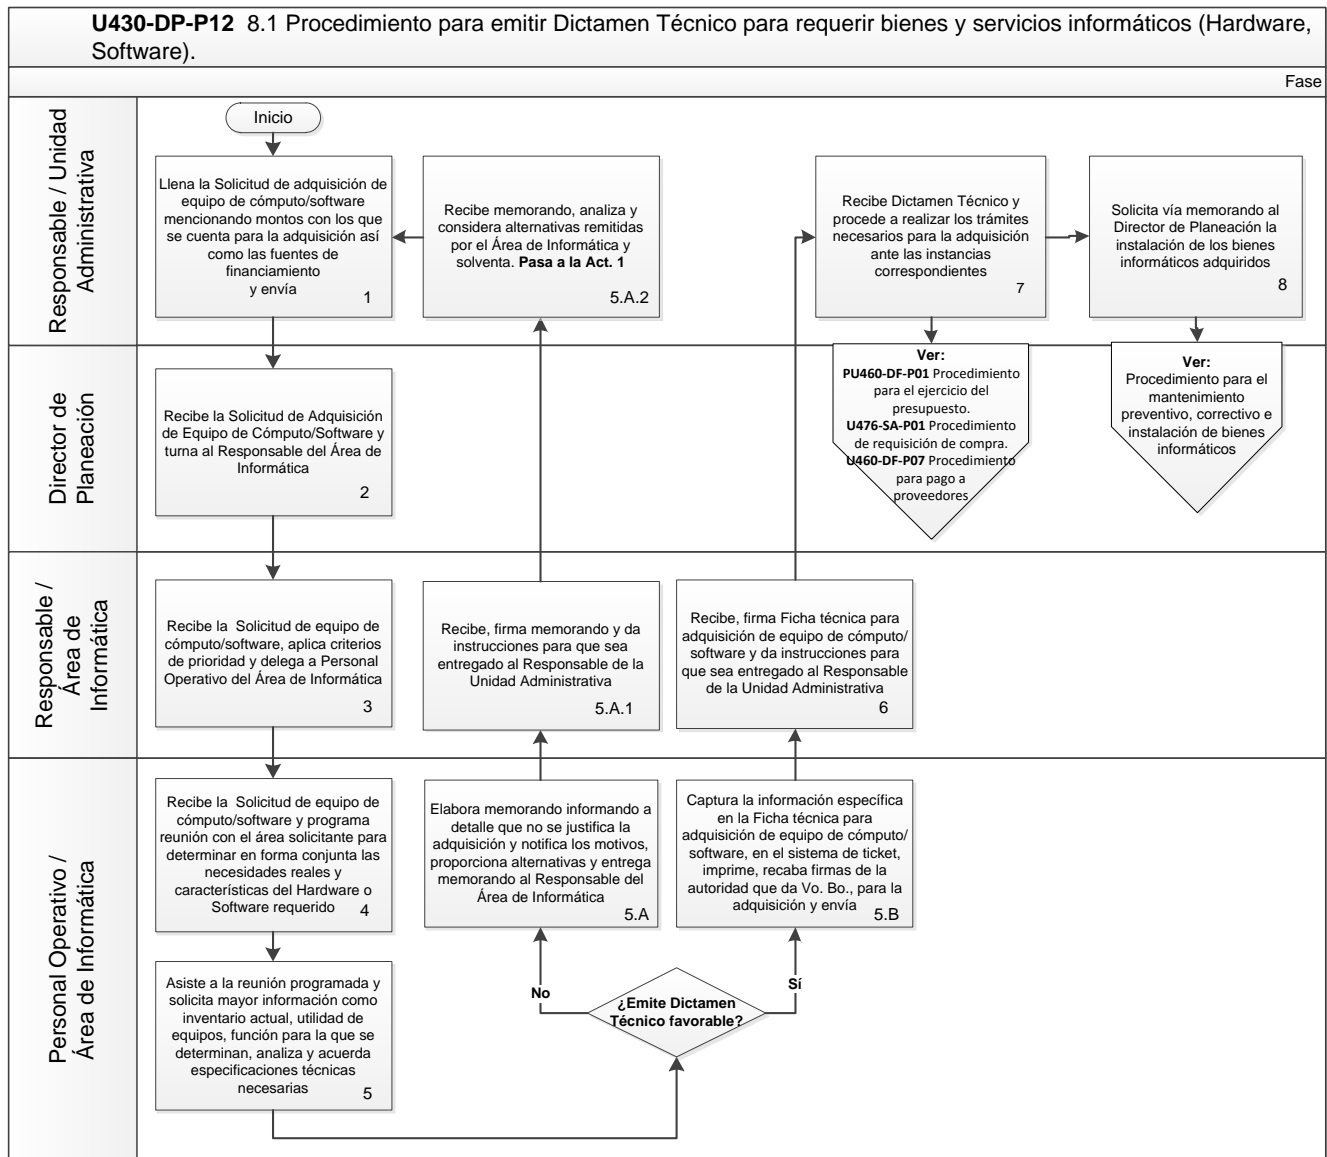 U430-DP-P12 8.1 Procedimiento para emitir Dictamen Técnico para requerir bienes y servicios informáticos (Hardware,
Software).
Fase
Responsable / Unidad
Administrativa
Inicio
Llena la Solicitud de adquisición de
equipo de cómputo/software
mencionando montos con los que
se cuenta para la adquisición así
como las fuentes de
financiamiento
y envía
1
Recibe memorando, analiza y
considera alternativas remitidas
por el Área de Informática y
solventa. Pasa a la Act. 1
5.A.2
Recibe Dictamen Técnico y
procede a realizar los trámites
necesarios para la adquisición
ante las instancias
correspondientes
7
Solicita vía memorando al
Director de Planeación la
instalación de los bienes
informáticos adquiridos
8
Director de
Planeación
Recibe la Solicitud de Adquisición
de Equipo de Cómputo/Software y
turna al Responsable del Área de
Informática
2
Ver:
PU460-DF-P01 Procedimiento
para el ejercicio del
presupuesto.
U476-SA-P01 Procedimiento
de requisición de compra.
U460-DF-P07 Procedimiento
para pago a
proveedores
Ver:
Procedimiento para el
mantenimiento
preventivo, correctivo e
instalación de bienes
informáticos
Responsable /
Área de
Informática
Recibe la  Solicitud de equipo de
cómputo/software, aplica criterios
de prioridad y delega a Personal
Operativo del Área de Informática
3
Recibe, firma memorando y da
instrucciones para que sea
entregado al Responsable de la
Unidad Administrativa
5.A.1
Recibe, firma Ficha técnica para
adquisición de equipo de cómputo/
software y da instrucciones para
que sea entregado al Responsable
de la Unidad Administrativa
6
Personal Operativo /
Área de Informática
Recibe la  Solicitud de equipo de
cómputo/software y programa
reunión con el área solicitante para
determinar en forma conjunta las
necesidades reales y
características del Hardware o
Software requerido
4
Elabora memorando informando a
detalle que no se justifica la
adquisición y notifica los motivos,
proporciona alternativas y entrega
memorando al Responsable del
Área de Informática
5.A
Captura la información específica
en la Ficha técnica para
adquisición de equipo de cómputo/
software, en el sistema de ticket,
imprime, recaba firmas de la
autoridad que da Vo. Bo., para la
adquisición y envía
5.B
Asiste a la reunión programada y
solicita mayor información como
inventario actual, utilidad de
equipos, función para la que se
determinan, analiza y acuerda
especificaciones técnicas
necesarias
5
No
¿Emite Dictamen
Técnico favorable?
Sí